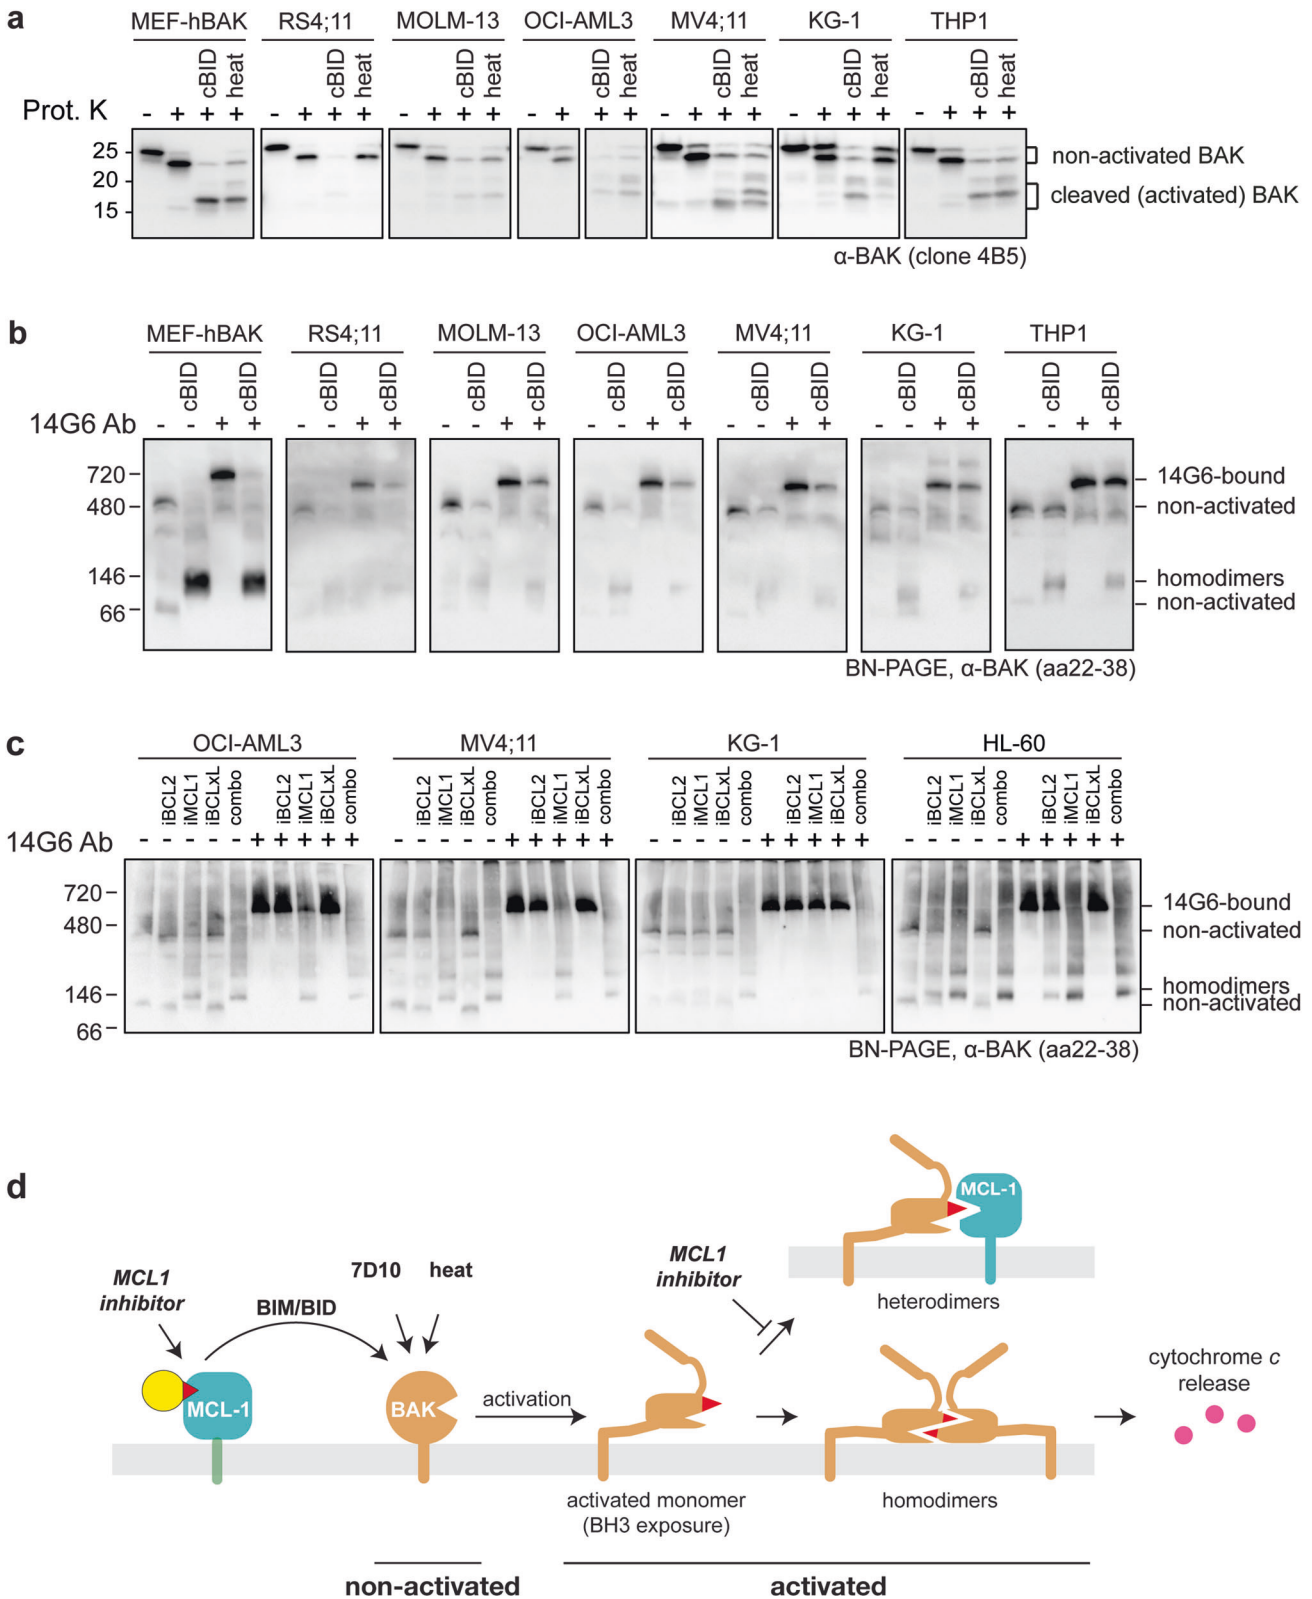 a
MEF-hBAK RS4;11 MOLM-13 OCI-AML3 MV4;11 KG-1 THP1
cBID heat cBID heat cBID heat cBID heat cBID heat cBID heat cBID heat
Prot. K - + + + - + + + - + + + - + + + - + + + - + + + - + + +
25
20
15
non-activated BAK
cleaved (activated) BAK
α-BAK (clone 4B5)
b
MEF-hBAK RS4;11 MOLM-13 OCI-AML3 MV4;11 KG-1 THP1
cBID cBID cBID cBID cBID cBID cBID cBID cBID cBID cBID cBID cBID cBID
14G6 Ab - - + + - - + + - - + + - - + + - - + + - - + + - - + +
720
480
146
66
14G6-bound
non-activated
homodimers
non-activated
BN-PAGE, α-BAK (aa22-38)
c
OCI-AML3 MV4;11 KG-1 HL-60
iBCL2 iMCL1 iBCLxL combo iBCL2 iMCL1 iBCLxL combo iBCL2 iMCL1 iBCLxL combo iBCL2 iMCL1 iBCLxL combo iBCL2 iMCL1 iBCLxL combo iBCL2 iMCL1 iBCLxL combo iBCL2 iMCL1 iBCLxL combo iBCL2 iMCL1 iBCLxL combo
14G6 Ab - - - - - + + + + + - - - - - + + + + + - - - - - + + + + + - - - - - + + + + +
720
480
146
66
14G6-bound
non-activated
homodimers
non-activated
BN-PAGE, α-BAK (aa22-38)
d
MCL-1
MCL1
inhibitor
heterodimers
MCL1
inhibitor
BIM/BID
7D10 heat
MCL-1
BAK
activation
cytochrome c
release
activated monomer
(BH3 exposure)
homodimers
non-activated
activated